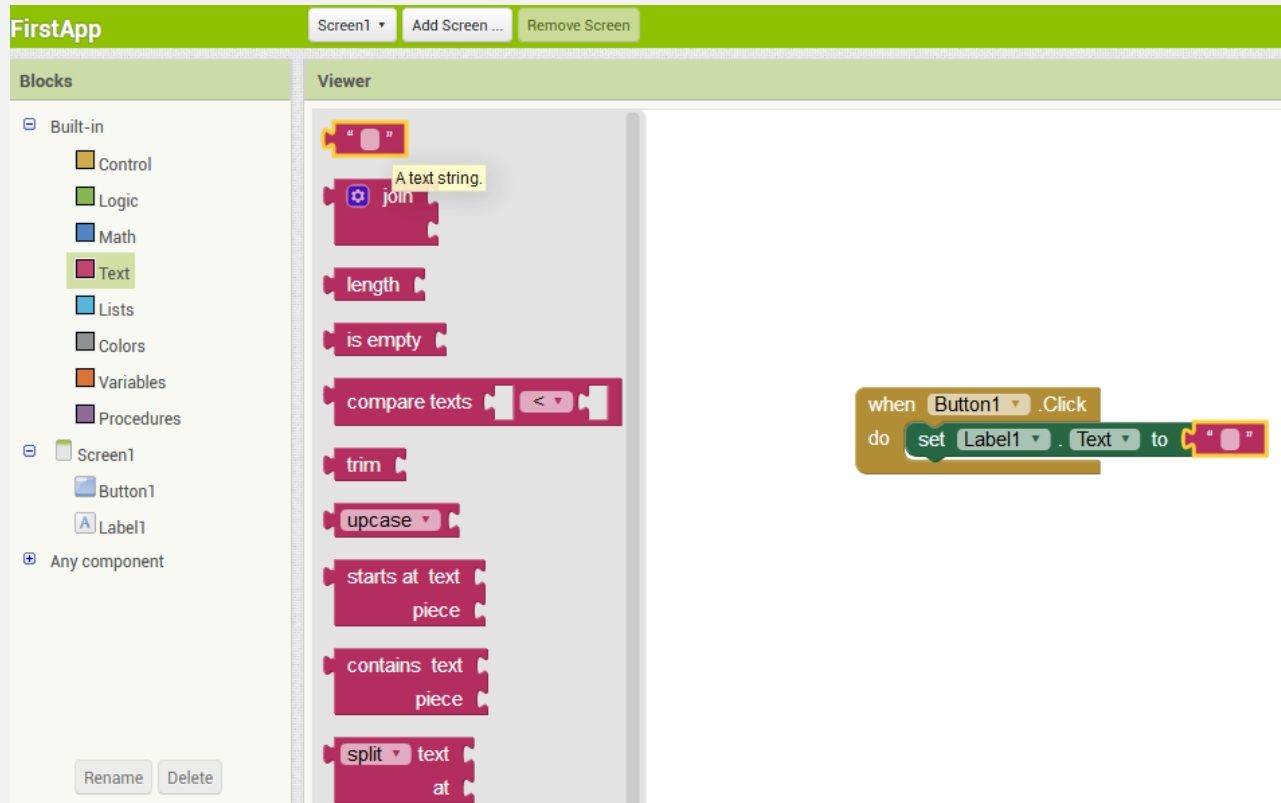 FirstApp
Screen1 ▾ Add Screen ... Remove Screen
Blocks
Viewer
Built-in
Control
Logic
Math
Text
Lists
Colors
Variables
Procedures
Screen1
Button1
A Label1
Any component
Rename Delete
“ ”
A text string.
join
length
is empty
compare texts < ▾
trim
upcase ▾
starts at text
piece
contains text
piece
split ▾ text
at
when Button1 ▾ .Click
do set Label1 ▾ . Text ▾ to “ ”